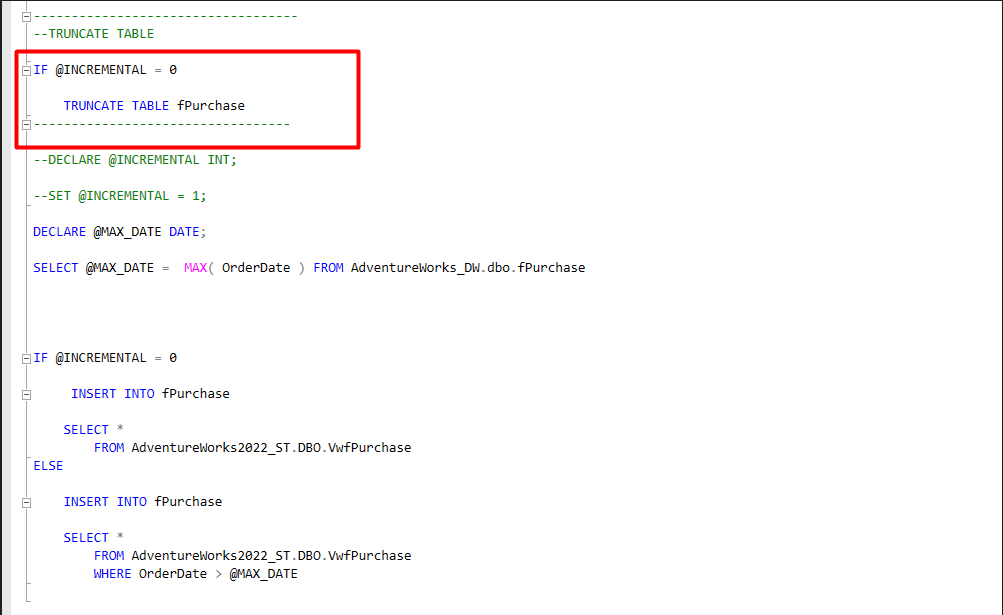 -----------------------------------
--TRUNCATE TABLE
IF @INCREMENTAL = 0
TRUNCATE TABLE fPurchase
----------------------------------
--DECLARE @INCREMENTAL INT;
--SET @INCREMENTAL = 1;
DECLARE @MAX_DATE DATE;
SELECT @MAX_DATE =  MAX( OrderDate ) FROM AdventureWorks_DW.dbo.fPurchase
IF @INCREMENTAL = 0
INSERT INTO fPurchase
SELECT *
FROM AdventureWorks2022_ST.DBO.VwfPurchase
ELSE
INSERT INTO fPurchase
SELECT *
FROM AdventureWorks2022_ST.DBO.VwfPurchase
WHERE OrderDate > @MAX_DATE